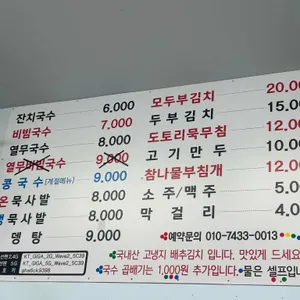 잔치국수 6.000
비빔국수 7.000
열무국수 8.000
열무비빔국수 9.000
콩국수(계절메뉴) 9.000
온묵사발 8.000
묵사발 8.000
뎅탕 9.000
모두부김치 20.00
두부김치 15.00
도토리묵무침 12.00
고기만두 10.00
참나물부침개 12.00
소주/맥주 5.0
막걸리 4.0
예약문의 010-7433-0013
국내산 고냉지 배추김치 입니다. 맛있게 드세요
국수 곱배기는 1,000원 추가입니다. 물은 셀프입니다
KT_GIGA_2G_Wave2_5C39
KT_GIGA_5G_Wave2_5C39